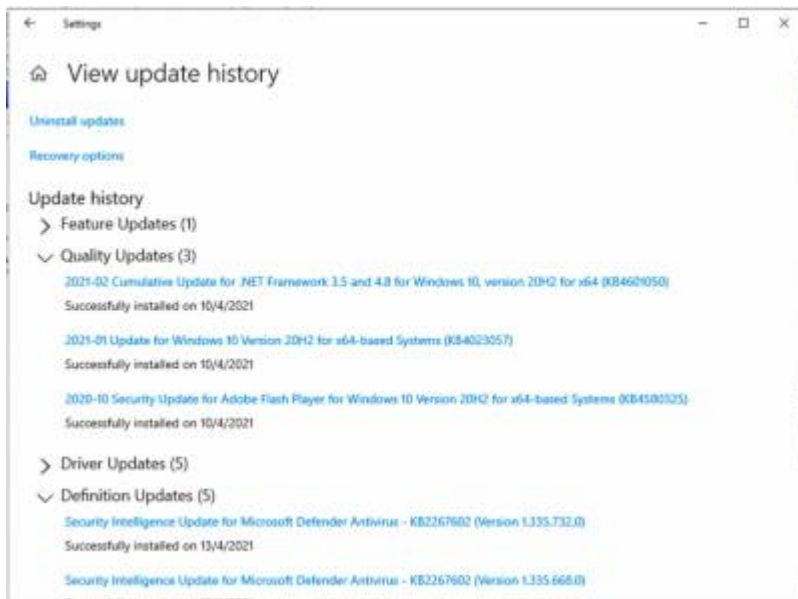 Settings
View update history
Uninstall updates
Recovery options
Update history
Feature Updates (1)
Quality Updates (3)
2021-02 Cumulative Update for .NET Framework 3.5 and 4.8 for Windows 10, version 20H2 for x64 (KB4601050)
Successfully installed on 10/4/2021
2021-01 Update for Windows 10 Version 20H2 for x64-based Systems (KB4023057)
Successfully installed on 10/4/2021
2020-10 Security Update for Adobe Flash Player for Windows 10 Version 20H2 for x64-based Systems (KB4580325)
Successfully installed on 10/4/2021
Driver Updates (5)
Definition Updates (5)
Security Intelligence Update for Microsoft Defender Antivirus - KB2267602 (Version 1.335.732.0)
Successfully installed on 13/4/2021
Security Intelligence Update for Microsoft Defender Antivirus - KB2267602 (Version 1.335.668.0)